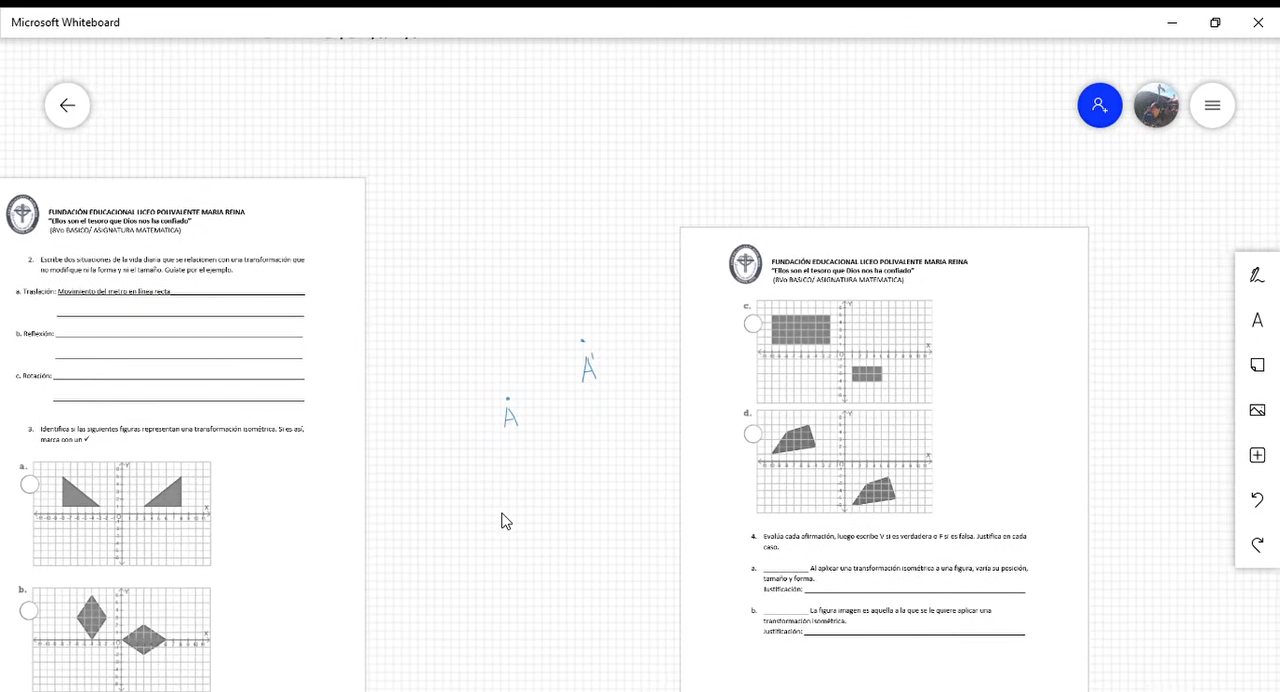 Microsoft Whiteboard
FUNDACIÓN EDUCACIONAL LICEO POLIVALENTE MARIA REINA
"Ellos son el tesoro que Dios nos ha confiado"
(8Vo BASICO/ ASIGNATURA MATEMATICA)
2. Escribe dos situaciones de la vida diaria que se relacionen con una transformación que
no modifique ni la forma y ni el tamaño. Guíate por el ejemplo.
a. Traslación: Movimiento del metro en línea recta
b. Reflexión:
c. Rotación:
3. Identifica si las siguientes figuras representan una transformación isométrica. Si es así,
marca con un ✓
a.
Y
X
b.
Y
X
A
A'
FUNDACIÓN EDUCACIONAL LICEO POLIVALENTE MARIA REINA
"Ellos son el tesoro que Dios nos ha confiado"
(8Vo BASICO/ ASIGNATURA MATEMATICA)
c.
Y
X
d.
Y
X
4. Evalúa cada afirmación, luego escribe V si es verdadera o F si es falsa. Justifica en cada
caso.
a. __________ Al aplicar una transformación isométrica a una figura, varía su posición,
tamaño y forma.
Justificación:
b. __________ La figura imagen es aquella a la que se le quiere aplicar una
transformación isométrica.
Justificación:
A